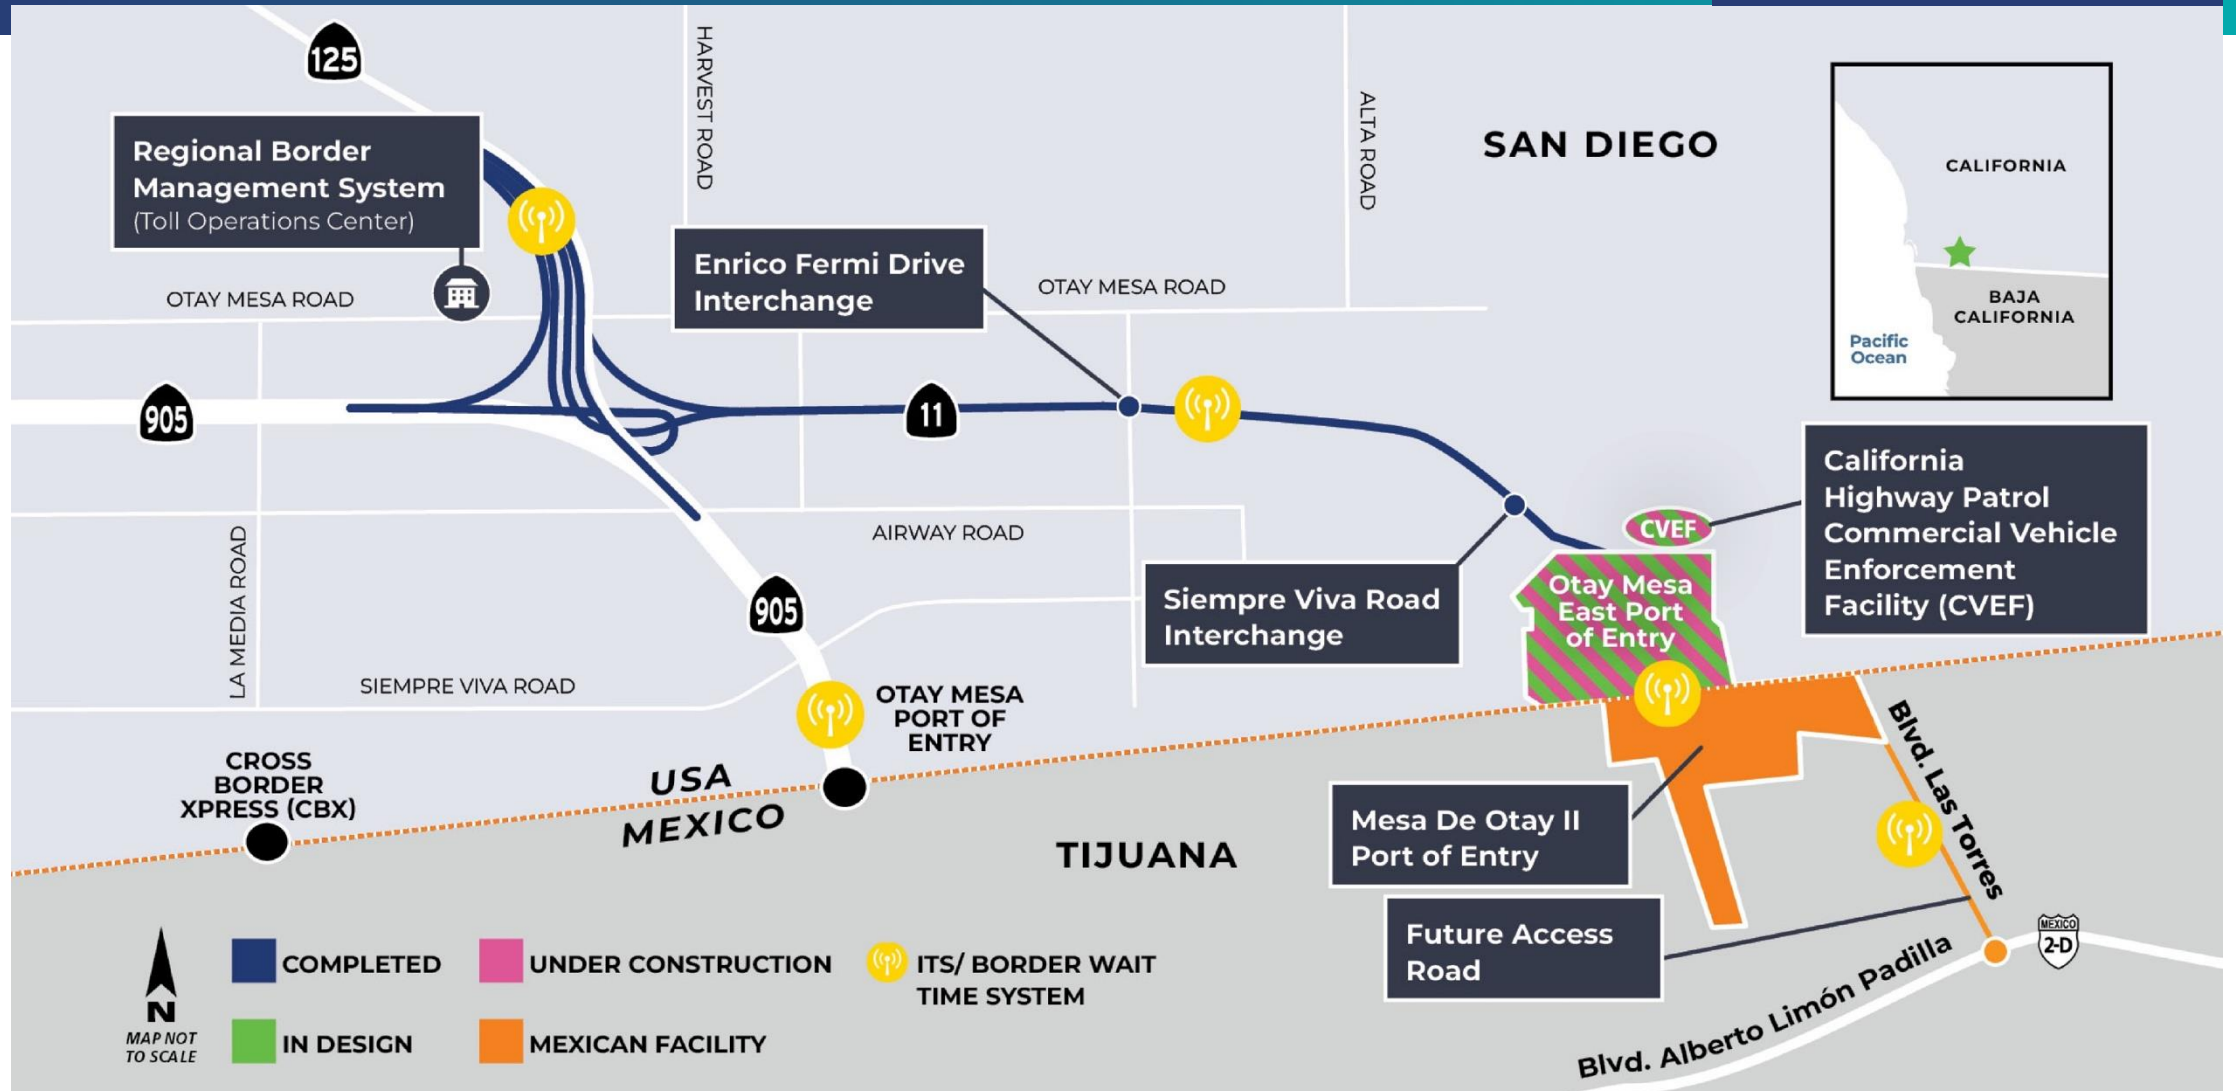 125
HARVEST ROAD
ALTA ROAD
SAN DIEGO
CALIFORNIA
BAJA
CALIFORNIA
Pacific
Ocean
Regional Border
Management System
(Toll Operations Center)
Enrico Fermi Drive
Interchange
OTAY MESA ROAD
OTAY MESA ROAD
905
11
California
Highway Patrol
Commercial Vehicle
Enforcement
Facility (CVEF)
CVEF
AIRWAY ROAD
LA MEDIA ROAD
905
Siempre Viva Road
Interchange
Otay Mesa
East Port
of Entry
SIEMPRE VIVA ROAD
OTAY MESA
PORT OF
ENTRY
CROSS
BORDER
XPRESS (CBX)
USA
MEXICO
TIJUANA
Blvd. Las Torres
Mesa De Otay II
Port of Entry
Future Access
Road
MEXICO
2-D
Blvd. Alberto Limón Padilla
N
MAP NOT
TO SCALE
COMPLETED
UNDER CONSTRUCTION
ITS/ BORDER WAIT
TIME SYSTEM
IN DESIGN
MEXICAN FACILITY